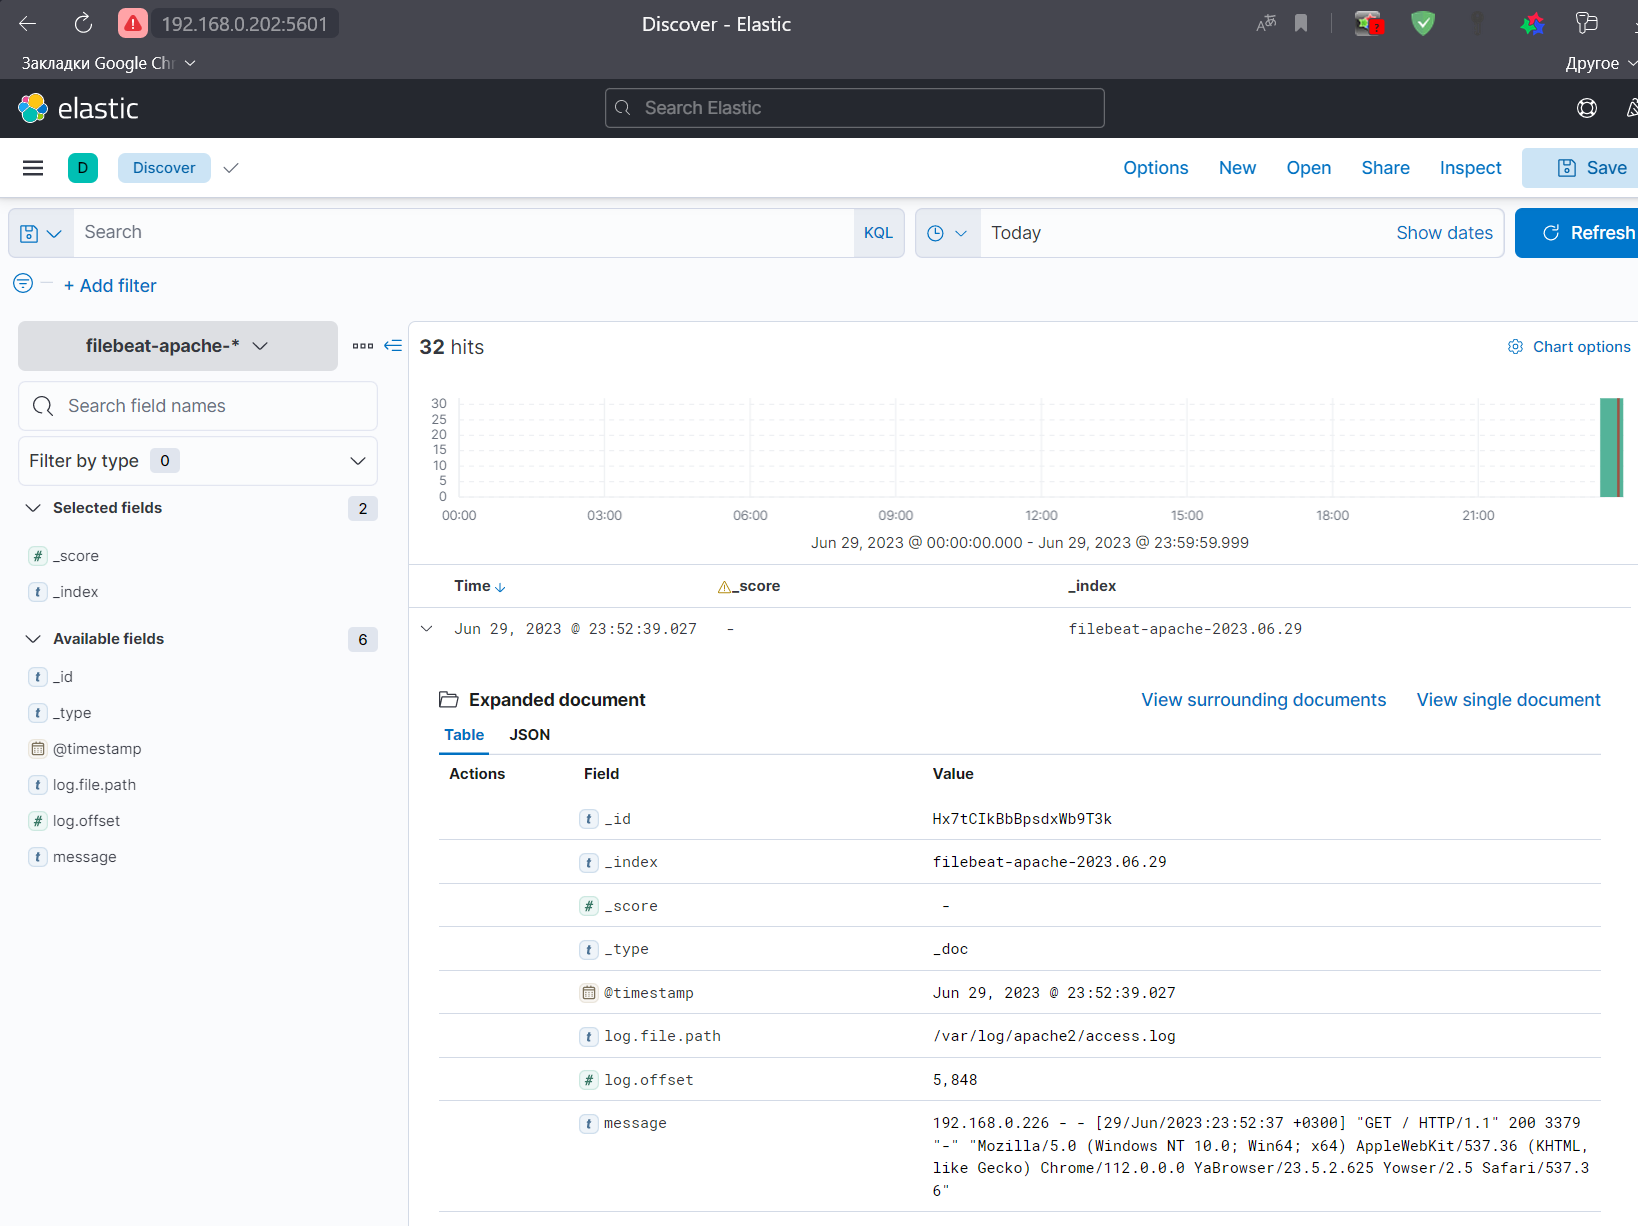 192.168.0.202:5601
Discover - Elastic
Закладки Google Chr
Другое
elastic
Search Elastic
D
Discover
Options
New
Open
Share
Inspect
Save
Search
KQL
Today
Show dates
Refresh
+ Add filter
filebeat-apache-*
32 hits
Chart options
Search field names
Filter by type 0
Selected fields 2
# _score
t _index
Available fields 6
t _id
t _type
@timestamp
t log.file.path
# log.offset
t message
30
25
20
15
10
5
0
00:00 03:00 06:00 09:00 12:00 15:00 18:00 21:00
Jun 29, 2023 @ 00:00:00.000 - Jun 29, 2023 @ 23:59:59.999
Time _score _index
Jun 29, 2023 @ 23:52:39.027 - filebeat-apache-2023.06.29
Expanded document
View surrounding documents
View single document
Table JSON
Actions Field Value
t _id Hx7tCIkBbBpsdxWb9T3k
t _index filebeat-apache-2023.06.29
# _score -
t _type _doc
@timestamp Jun 29, 2023 @ 23:52:39.027
t log.file.path /var/log/apache2/access.log
# log.offset 5,848
t message 192.168.0.226 - - [29/Jun/2023:23:52:37 +0300] "GET / HTTP/1.1" 200 3379
"-" "Mozilla/5.0 (Windows NT 10.0; Win64; x64) AppleWebKit/537.36 (KHTML,
like Gecko) Chrome/112.0.0.0 YaBrowser/23.5.2.625 Yowser/2.5 Safari/537.3
6"